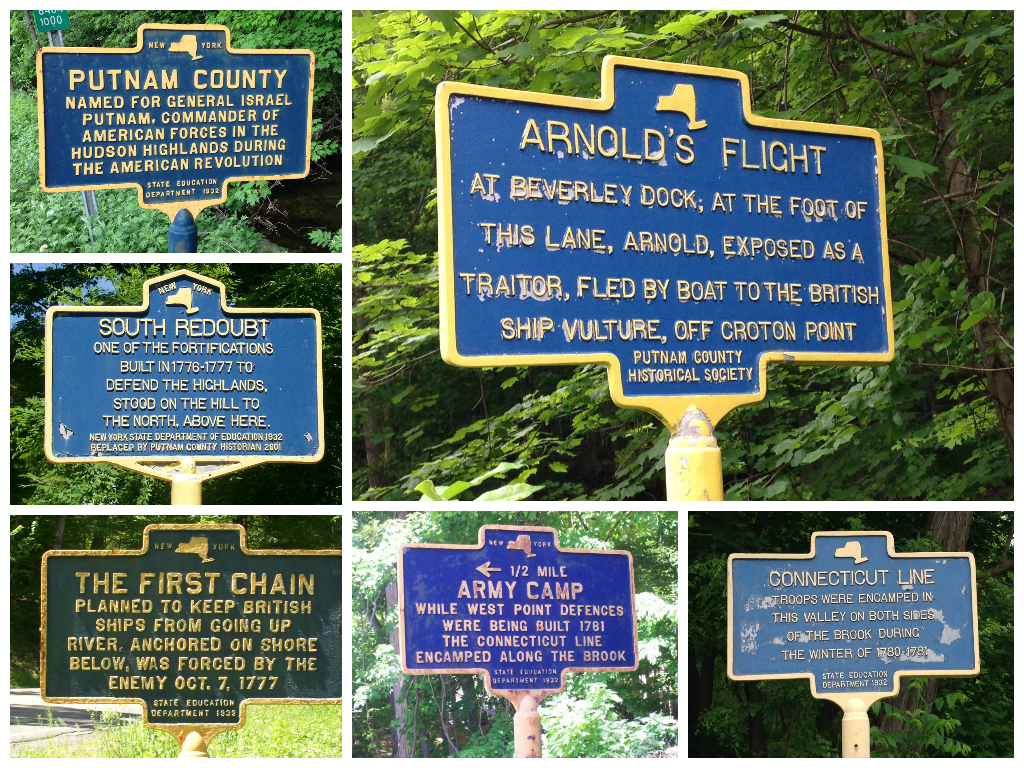 1000
NEW YORK
PUTNAM COUNTY
NAMED FOR GENERAL ISRAEL
PUTNAM, COMMANDER OF
AMERICAN FORCES IN THE
HUDSON HIGHLANDS DURING
THE AMERICAN REVOLUTION
STATE EDUCATION
DEPARTMENT 1932
ARNOLD'S FLIGHT
AT BEVERLEY DOCK, AT THE FOOT OF
THIS LANE, ARNOLD, EXPOSED AS A
TRAITOR, FLED BY BOAT TO THE BRITISH
SHIP VULTURE, OFF CROTON POINT
PUTNAM COUNTY
HISTORICAL SOCIETY
NEW YORK
SOUTH REDOUBT
ONE OF THE FORTIFICATIONS
BUILT IN 1776-1777 TO
DEFEND THE HIGHLANDS,
STOOD ON THE HILL TO
THE NORTH, ABOVE HERE.
NEW YORK STATE DEPARTMENT OF EDUCATION 1932
REPLACED BY PUTNAM COUNTY HISTORIAN 2001
NEW YORK
THE FIRST CHAIN
PLANNED TO KEEP BRITISH
SHIPS FROM GOING UP
RIVER, ANCHORED ON SHORE
BELOW, WAS FORCED BY THE
ENEMY OCT. 7, 1777
STATE EDUCATION
DEPARTMENT 1932
NEW YORK
← 1/2 MILE
ARMY CAMP
WHILE WEST POINT DEFENCES
WERE BEING BUILT 1781
THE CONNECTICUT LINE
ENCAMPED ALONG THE BROOK
STATE EDUCATION
DEPARTMENT 1932
CONNECTICUT LINE
TROOPS WERE ENCAMPED IN
THIS VALLEY ON BOTH SIDES
OF THE BROOK DURING
THE WINTER OF 1780-1781
STATE EDUCATION
DEPARTMENT 1932